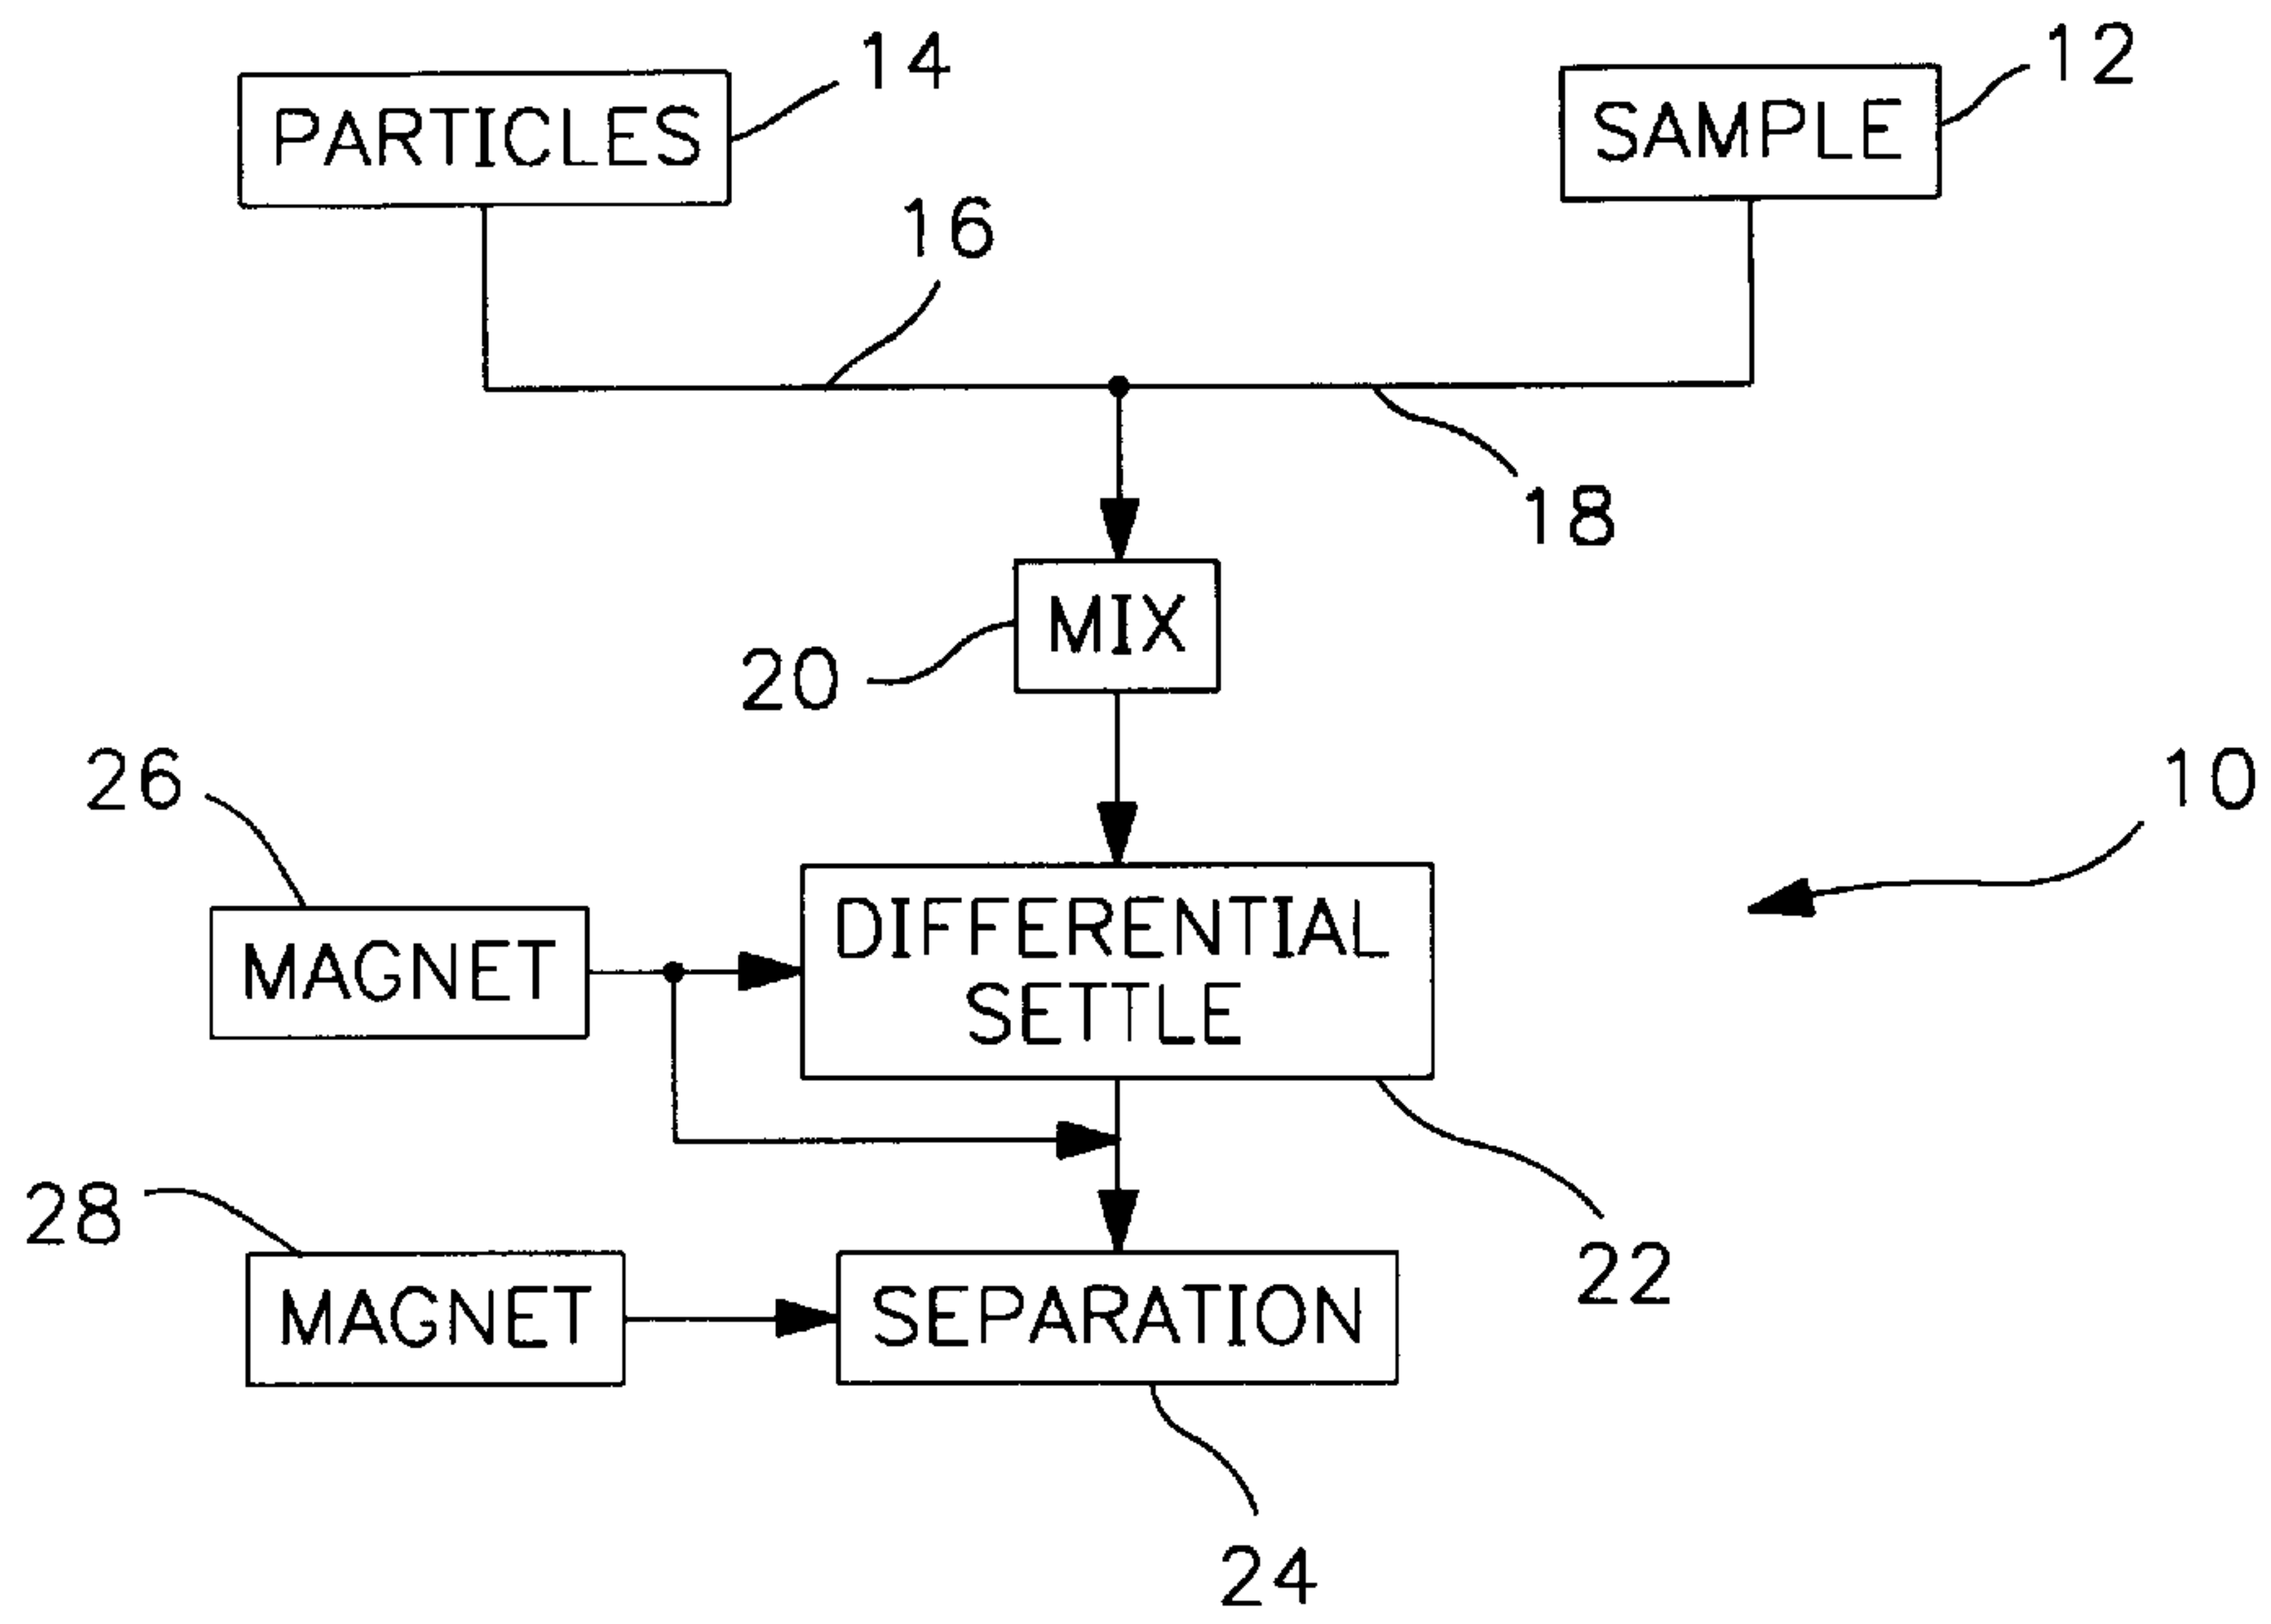 14
12
PARTICLES
SAMPLE
16
18
MIX
20
26
10
MAGNET
DIFFERENTIAL
SETTLE
28
22
MAGNET
SEPARATION
24